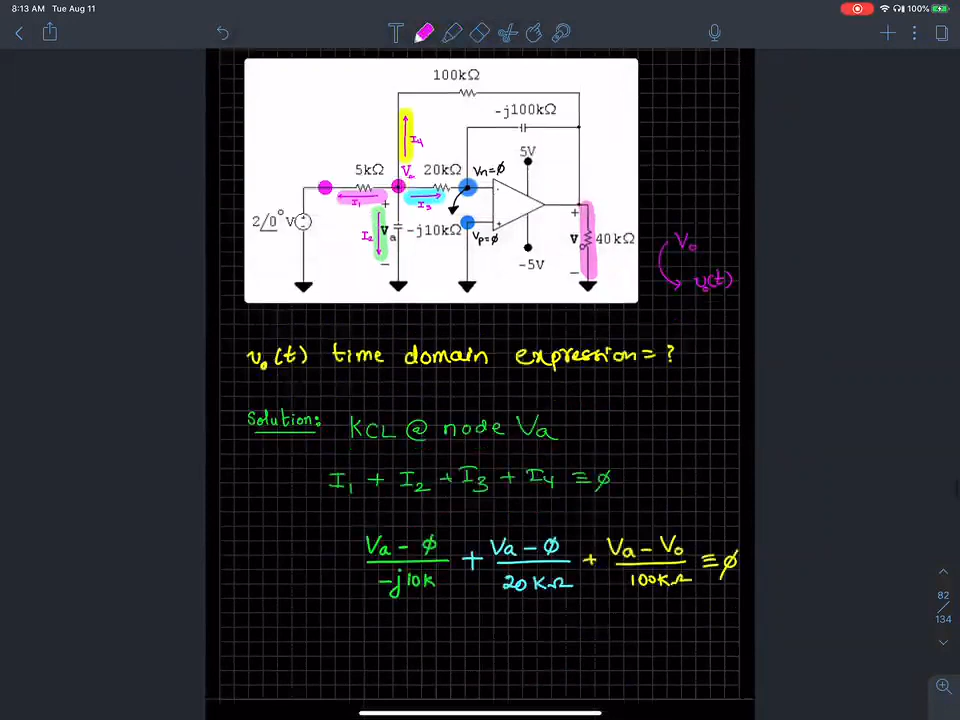 8:13 AM Tue Aug 11
100%
100kΩ
-j100kΩ
I4
5V
5kΩ
Va
20kΩ
Vn=∅
I1
I3
2/0° V
I2
+
Va
-
-j10kΩ
Vp=∅
-5V
+
Vo
-
40kΩ
Vo
vo(t)
vo(t) time domain expression = ?
Solution: KCL @ node Va
I1 + I2 + I3 + I4 ≡ ∅
(Va - ∅)/(-j10k) + (Va - ∅)/(20KΩ) + (Va - Vo)/(100KΩ) ≡ ∅
82
/
134